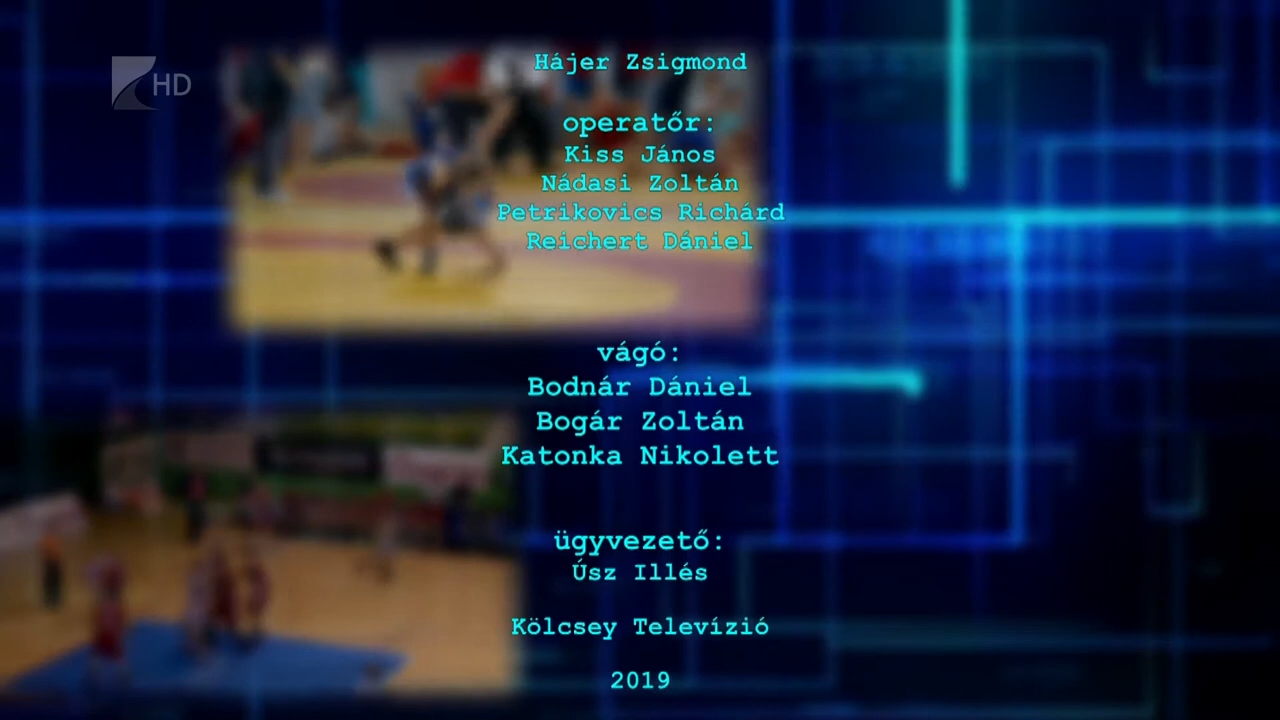 HD
Hájer Zsigmond
operatőr:
Kiss János
Nádasi Zoltán
Petrikovics Richárd
Reichert Dániel
vágó:
Bodnár Dániel
Bogár Zoltán
Katonka Nikolett
ügyvezető:
Úsz Illés
Kölcsey Televízió
2019